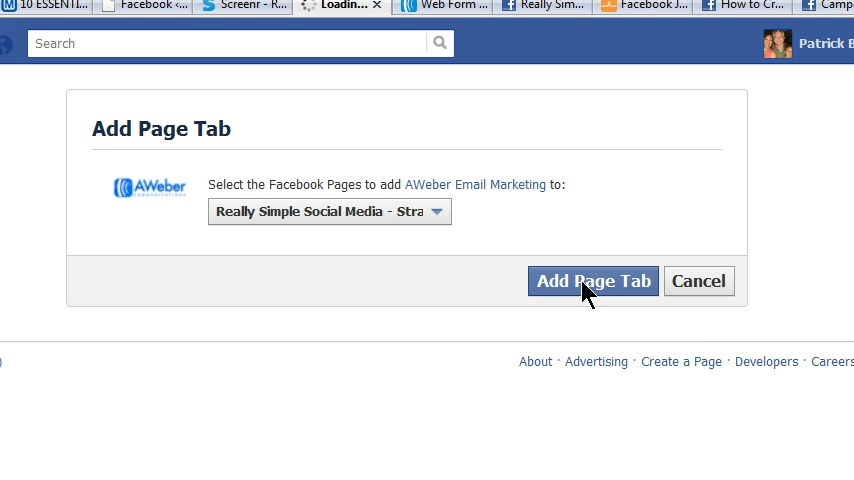 10 ESSENTI... Facebook <... Screenr - R... Loadin... Web Form ... Really Sim... Facebook J... How to Cr... Camp
Search Patrick B
Add Page Tab
AWeber Select the Facebook Pages to add AWeber Email Marketing to:
COMMUNICATIONS
Really Simple Social Media - Stra
Add Page Tab Cancel
About · Advertising · Create a Page · Developers · Careers